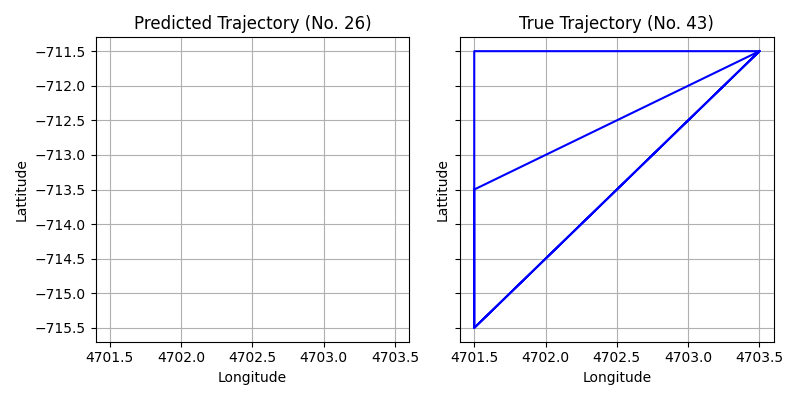 Predicted Trajectory (No. 26)
True Trajectory (No. 43)
Lattitude
−711.5
−712.0
−712.5
−713.0
−713.5
−714.0
−714.5
−715.0
−715.5
4701.5 4702.0 4702.5 4703.0 4703.5
Longitude
Lattitude
4701.5 4702.0 4702.5 4703.0 4703.5
Longitude